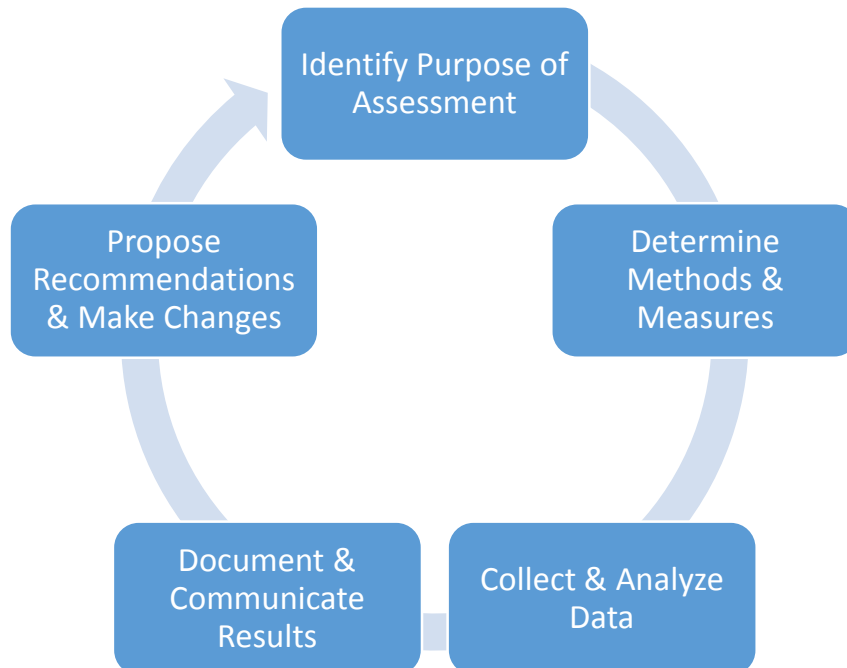 Identify Purpose of
Assessment
Determine
Methods &
Measures
Collect & Analyze
Data
Document &
Communicate
Results
Propose
Recommendations
& Make Changes